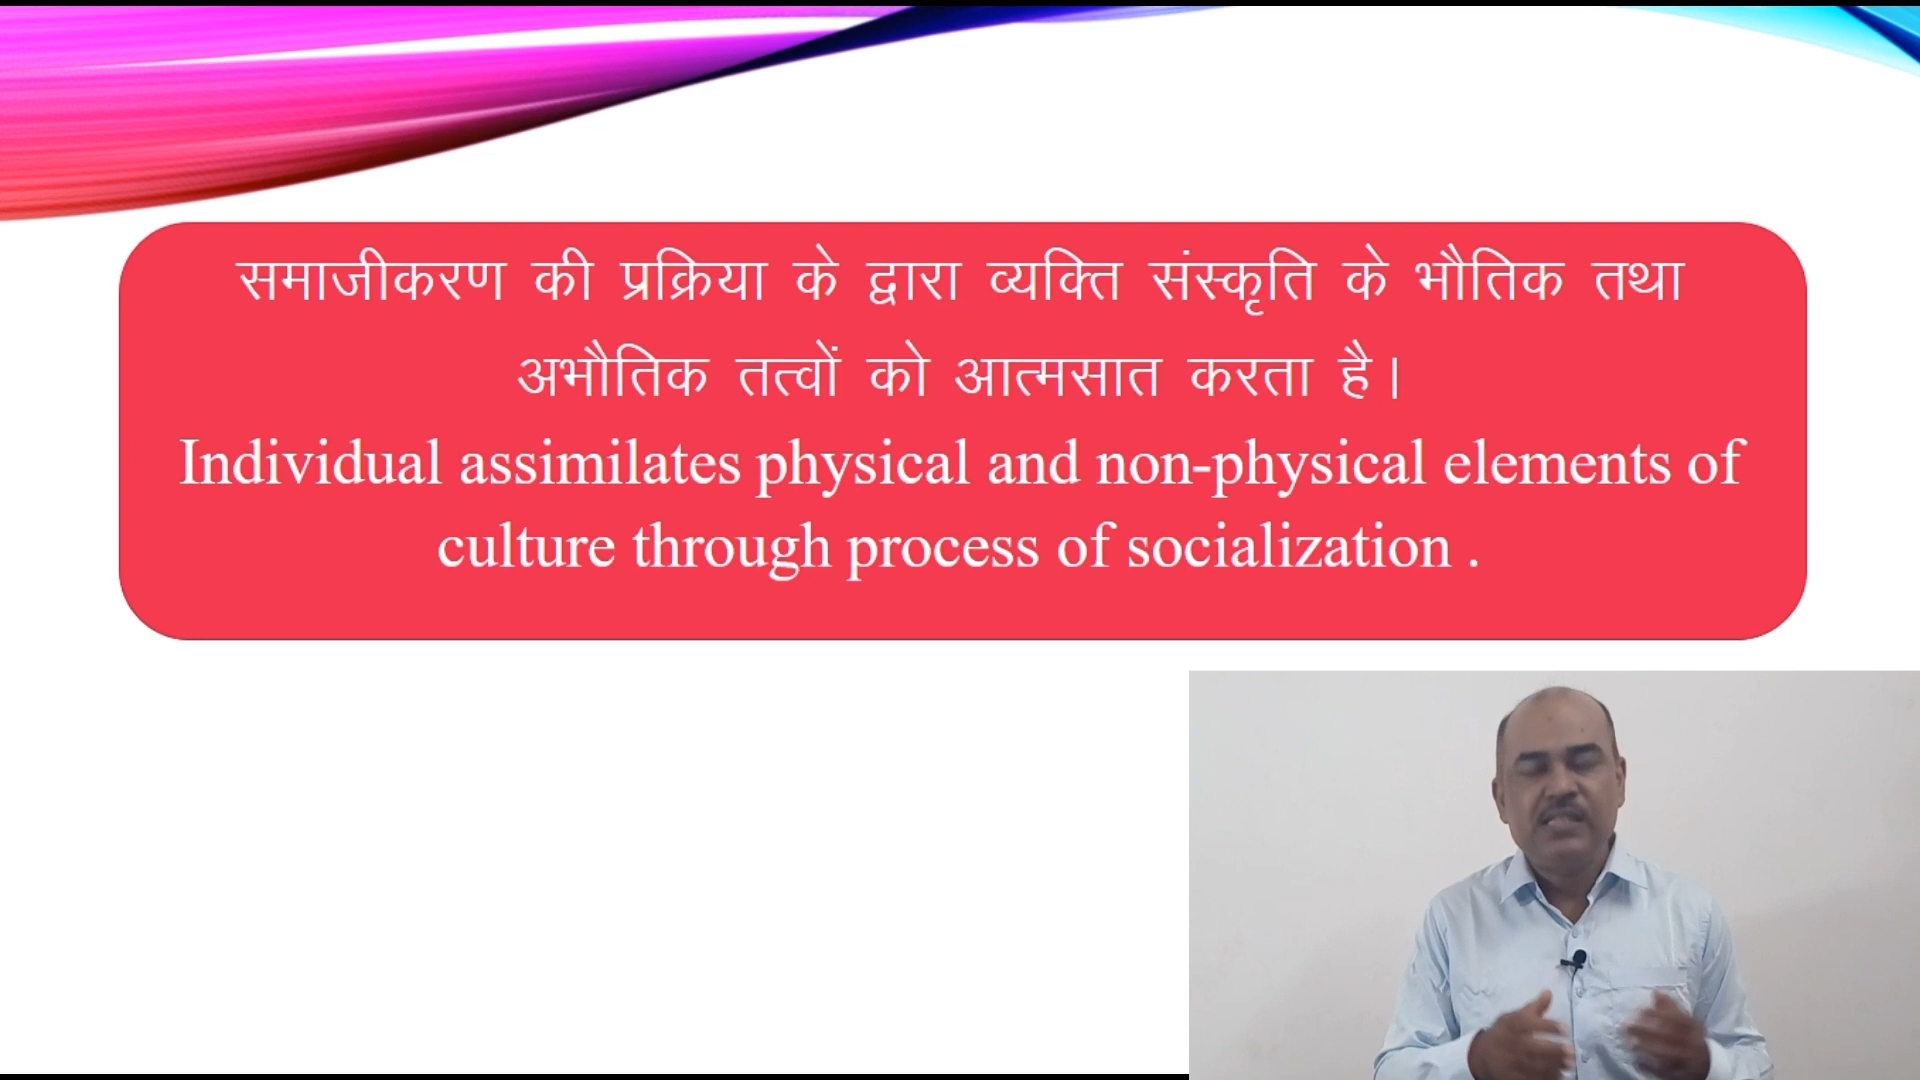 समाजीकरण की प्रक्रिया के द्वारा व्यक्ति संस्कृति के भौतिक तथा
अभौतिक तत्वों को आत्मसात करता है।
Individual assimilates physical and non-physical elements of
culture through process of socialization .